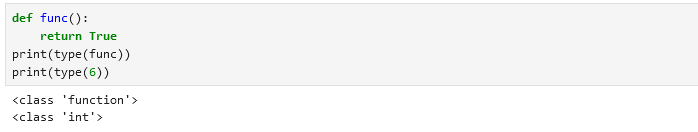 def func():
    return True
print(type(func))
print(type(6))
<class 'function'>
<class 'int'>